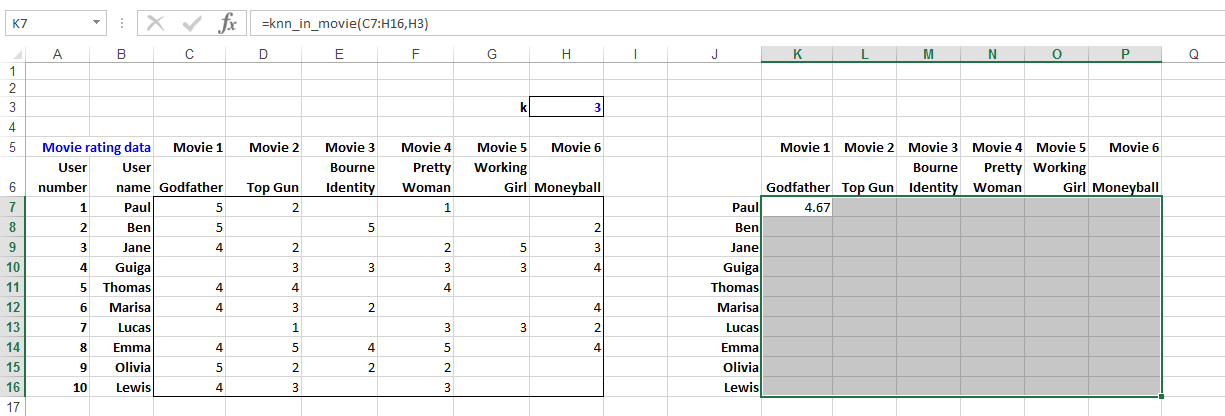 K7 fx =knn_in_movie(C7:H16,H3)
A B C D E F G H I J K L M N O P Q
1
2
3 k 3
4
5 Movie rating data Movie 1 Movie 2 Movie 3 Movie 4 Movie 5 Movie 6 Movie 1 Movie 2 Movie 3 Movie 4 Movie 5 Movie 6
User User Bourne Pretty Working Bourne Pretty Working
6 number name Godfather Top Gun Identity Woman Girl Moneyball Godfather Top Gun Identity Woman Girl Moneyball
7 1 Paul 5 2 1 Paul 4.67
8 2 Ben 5 5 2 Ben
9 3 Jane 4 2 2 5 3 Jane
10 4 Guiga 3 3 3 3 4 Guiga
11 5 Thomas 4 4 4 Thomas
12 6 Marisa 4 3 2 4 Marisa
13 7 Lucas 1 3 3 2 Lucas
14 8 Emma 4 5 4 5 4 Emma
15 9 Olivia 5 2 2 2 Olivia
16 10 Lewis 4 3 3 Lewis
17